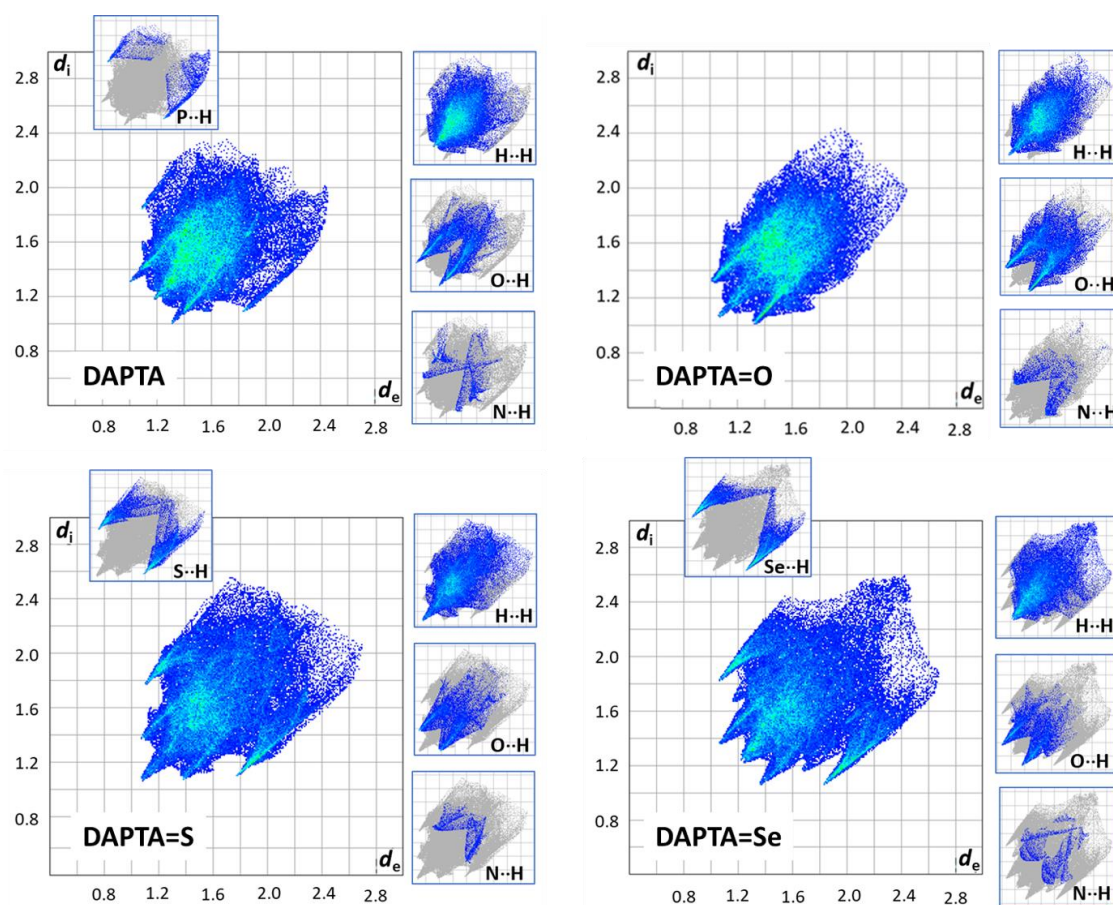 P··H
d_i
2.8
2.4
2.0
1.6
1.2
0.8
DAPTA
d_e
0.8 1.2 1.6 2.0 2.4 2.8
H··H
O··H
N··H
d_i
2.8
2.4
2.0
1.6
1.2
0.8
DAPTA=O
d_e
0.8 1.2 1.6 2.0 2.4 2.8
H··H
O··H
N··H
S··H
d_i
2.8
2.4
2.0
1.6
1.2
0.8
DAPTA=S
d_e
0.8 1.2 1.6 2.0 2.4 2.8
H··H
O··H
N··H
Se··H
d_i
2.8
2.4
2.0
1.6
1.2
0.8
DAPTA=Se
d_e
0.8 1.2 1.6 2.0 2.4 2.8
H··H
O··H
N··H